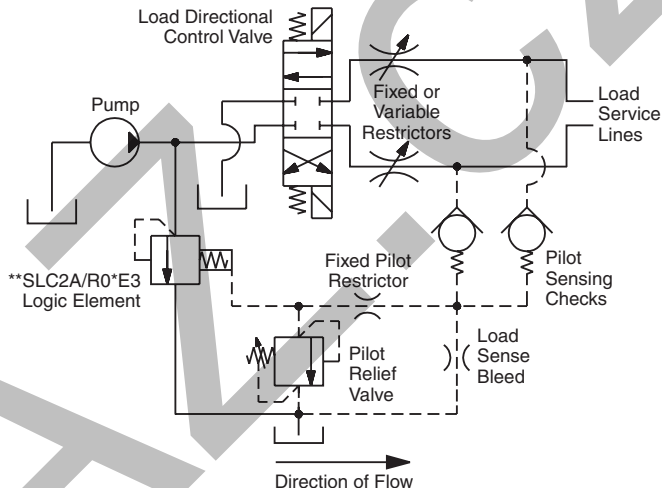 Load Directional
Control Valve
Pump
Fixed or
Variable
Restrictors
Load
Service
Lines
**SLC2A/R0*E3
Logic Element
Fixed Pilot
Restrictor
Pilot
Sensing
Checks
Pilot
Relief
Valve
Load
Sense
Bleed
Direction of Flow